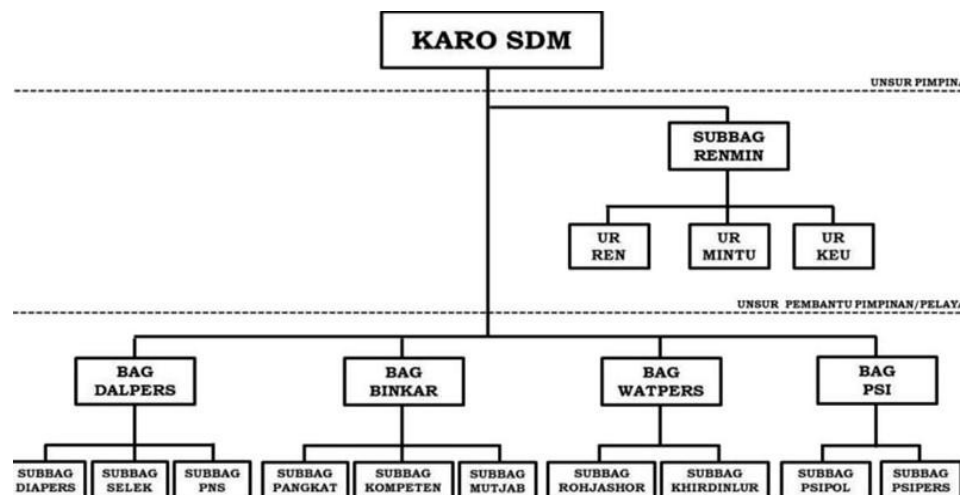 KARO SDM
UNSUR PIMPINA
SUBBAG
RENMIN
UR
REN
UR
MINTU
UR
KEU
UNSUR PEMBANTU PIMPINAN/PELAYA
BAG
DALPERS
BAG
BINKAR
BAG
WATPERS
BAG
PSI
SUBBAG
DIAPERS
SUBBAG
SELEK
SUBBAG
PNS
SUBBAG
PANGKAT
SUBBAG
KOMPETEN
SUBBAG
MUTJAB
SUBBAG
ROHJASHOR
SUBBAG
KHIRDINLUR
SUBBAG
PSIPOL
SUBBAG
PSIPERS